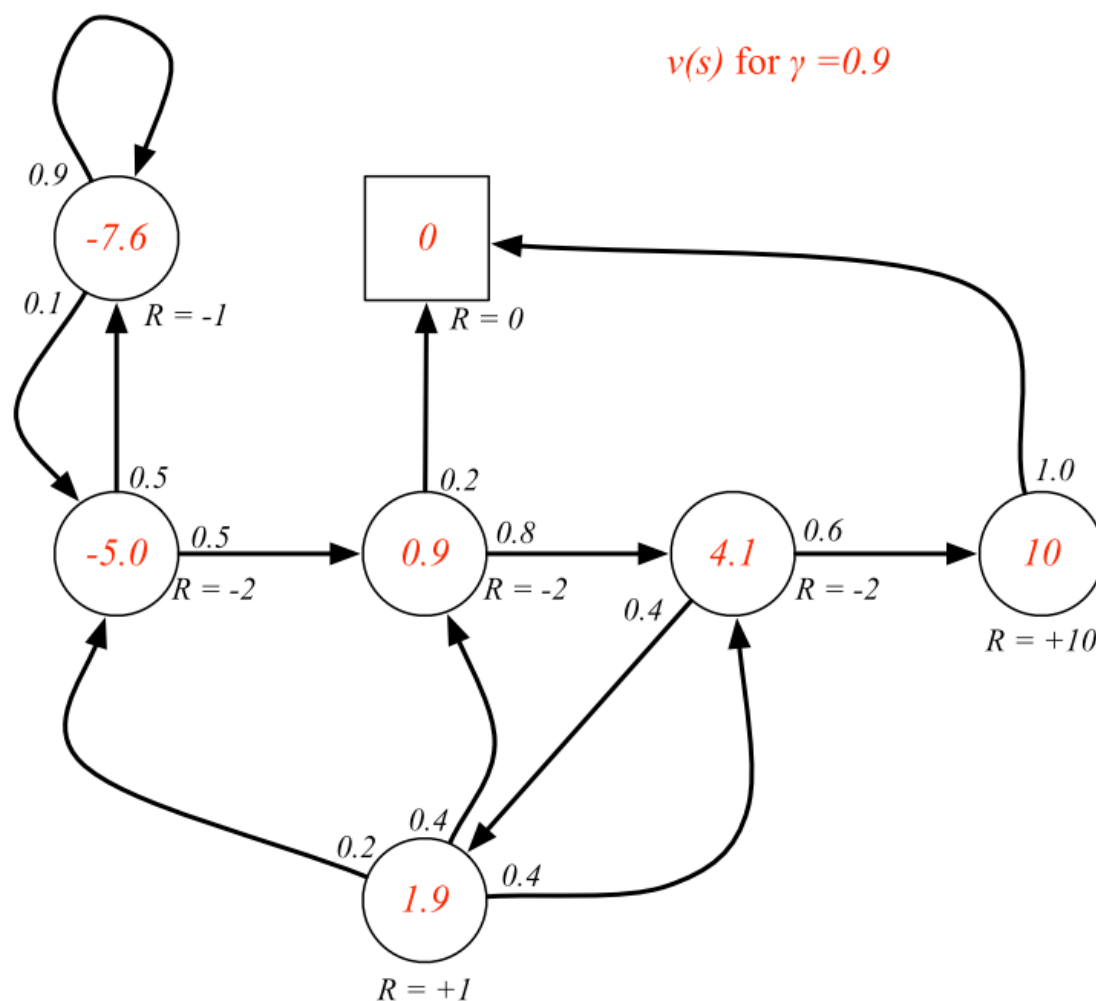 v(s) for γ =0.9
0.9
-7.6
0
0.1
R = -1
R = 0
0.5
0.2
1.0
-5.0
0.5
0.9
0.8
4.1
0.6
10
R = -2
R = -2
R = -2
0.4
R = +10
0.4
0.2
0.4
1.9
R = +1